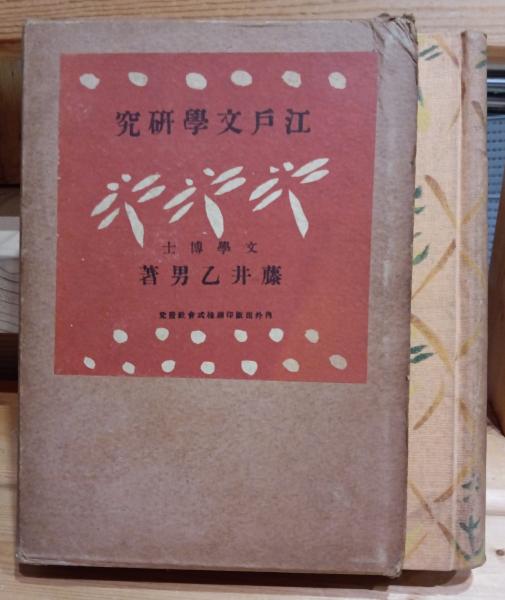 江戸文學硏究
文學博士
藤井乙男著
內外出版印刷株式會社發兌